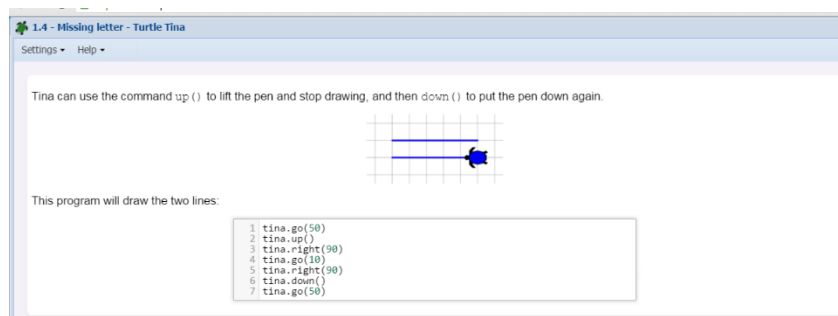 1.4 - Missing letter - Turtle Tina
Settings Help
Tina can use the command up() to lift the pen and stop drawing, and then down() to put the pen down again.
This program will draw the two lines:
1 tina.go(50)
2 tina.up()
3 tina.right(90)
4 tina.go(10)
5 tina.right(90)
6 tina.down()
7 tina.go(50)